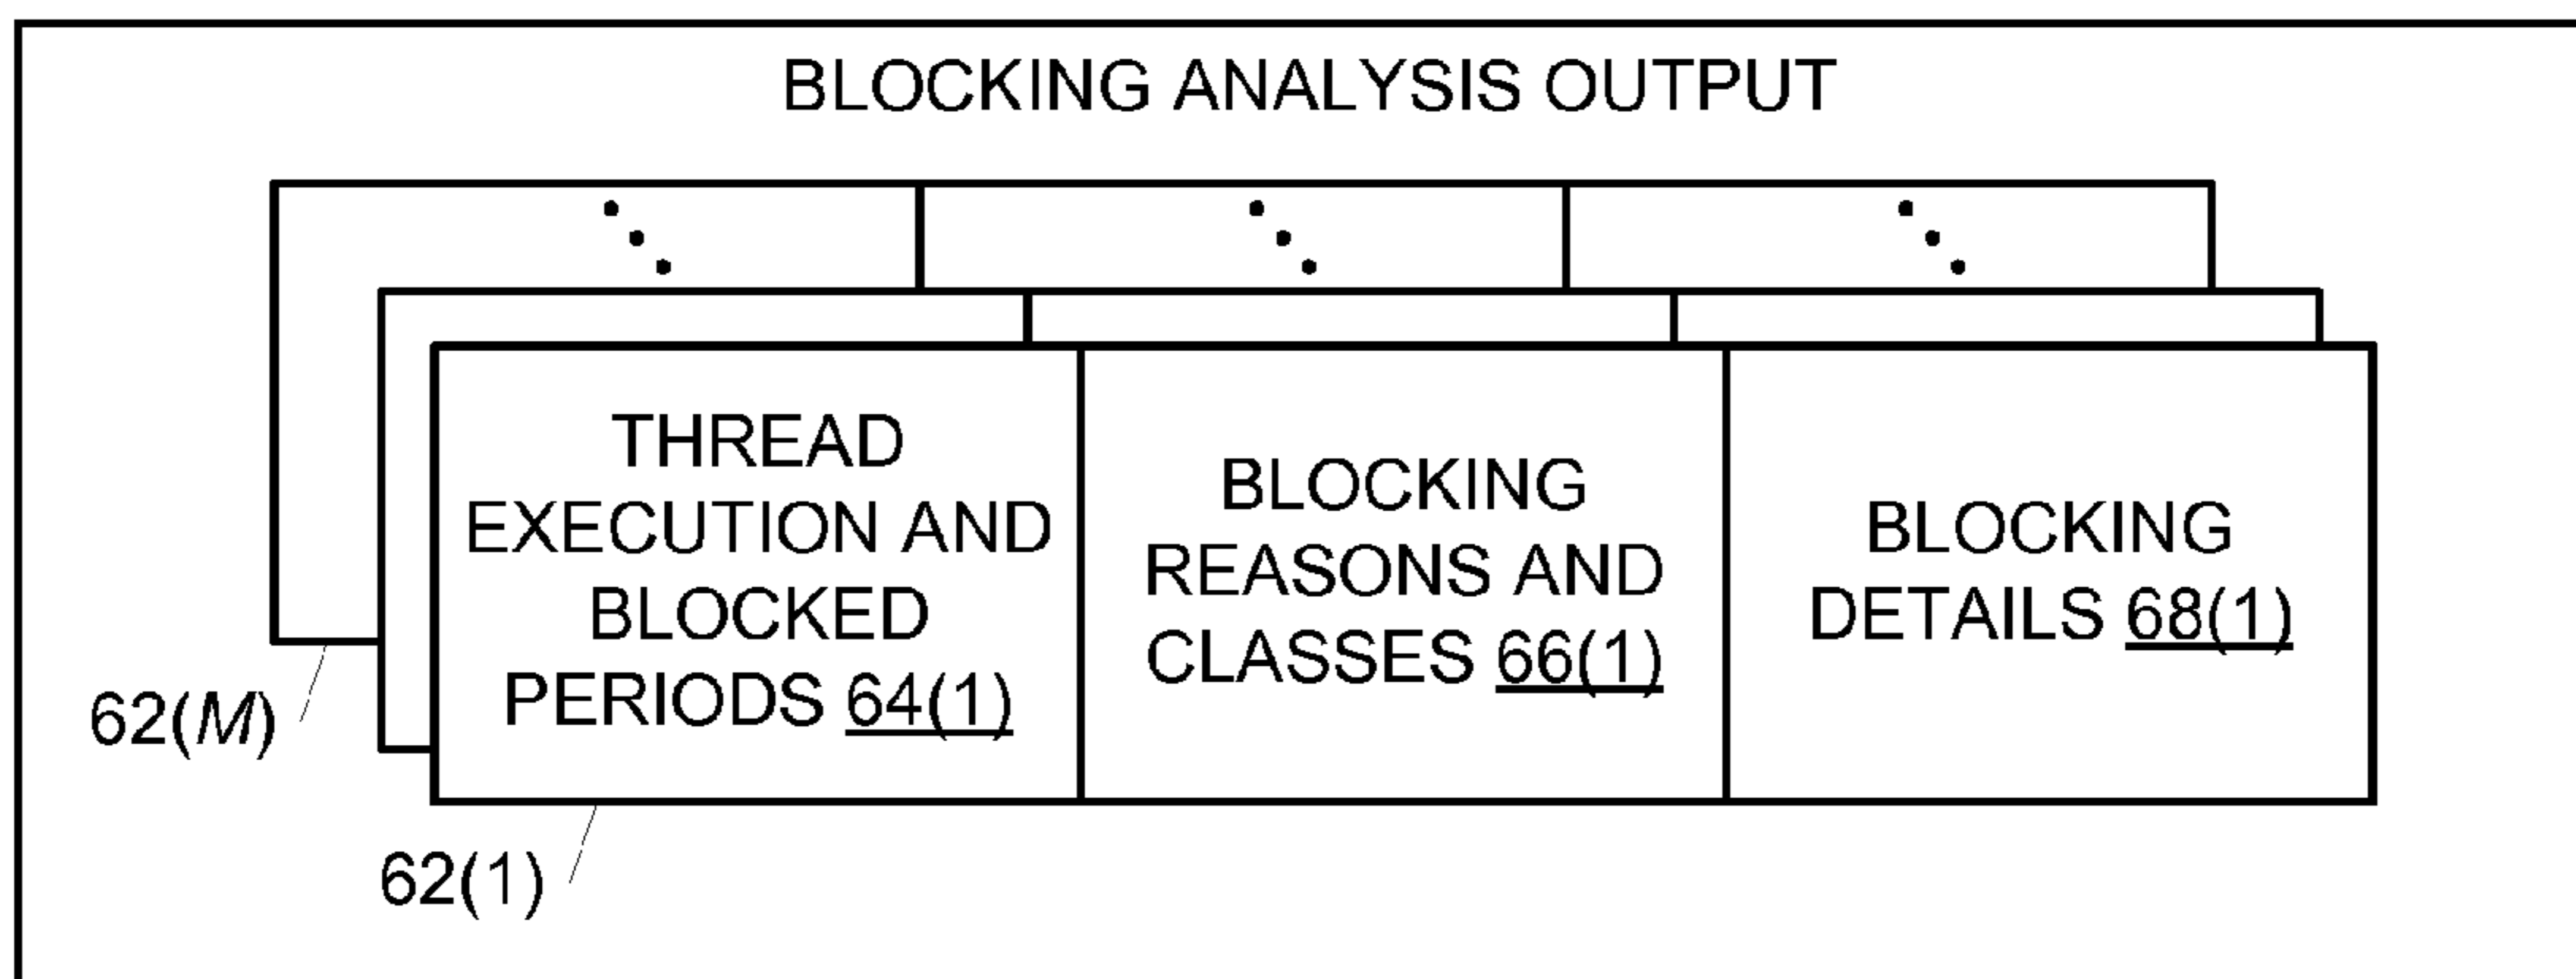 BLOCKING ANALYSIS OUTPUT
THREAD
EXECUTION AND
BLOCKED
PERIODS 64(1)
BLOCKING
REASONS AND
CLASSES 66(1)
BLOCKING
DETAILS 68(1)
62(M)
62(1)